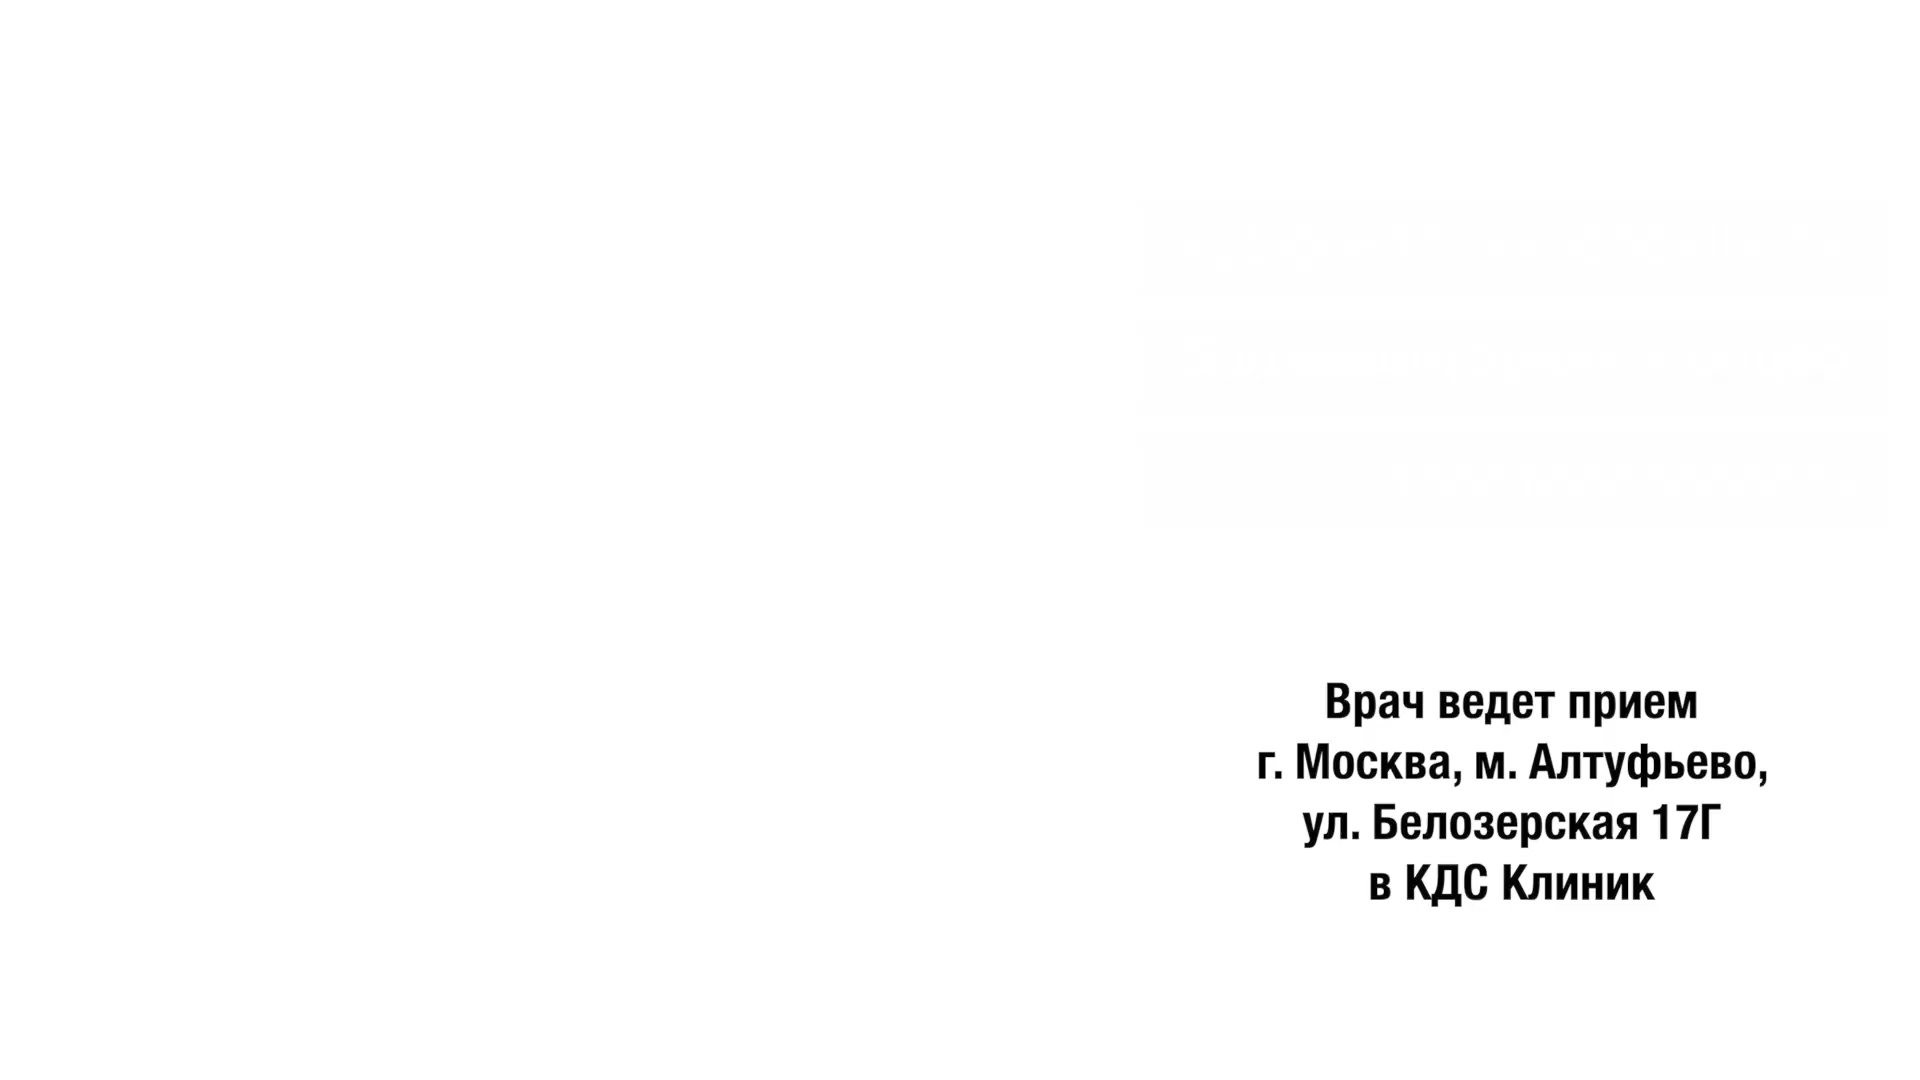 Врач ведет прием
г. Москва, м. Алтуфьево,
ул. Белозерская 17Г
в КДС Клиник